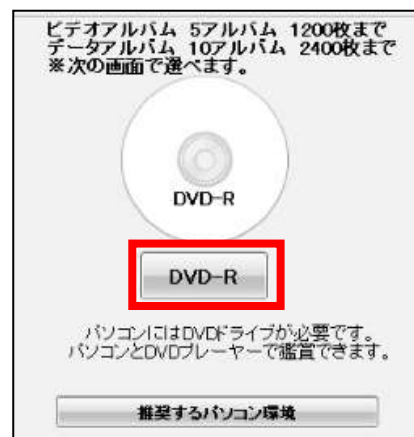 ビデオアルバム 5アルバム 1200枚まで
データアルバム 10アルバム 2400枚まで
※次の画面で選べます。
DVD-R
DVD-R
パソコンにはDVDドライブが必要です。
パソコンとDVDプレーヤーで鑑賞できます。
推奨するパソコン環境